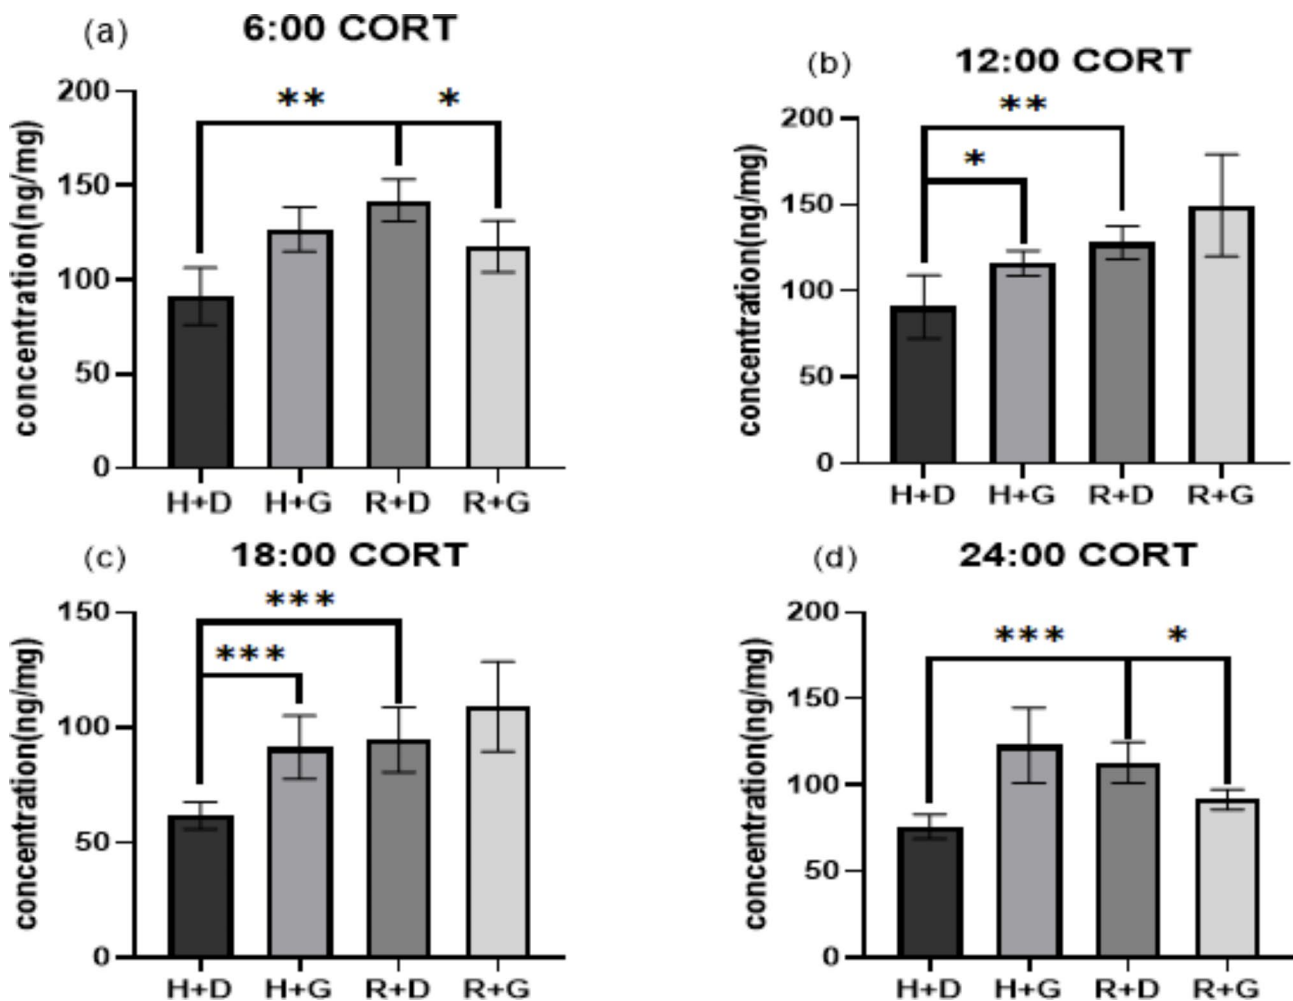 (a) 6:00 CORT
concentration(ng/mg)
200
150
100
50
0
** *
H+D H+G R+D R+G
(b) 12:00 CORT
concentration(ng/mg)
200
150
100
50
0
**
*
H+D H+G R+D R+G
(c) 18:00 CORT
concentration(ng/mg)
150
100
50
0
***
***
H+D H+G R+D R+G
(d) 24:00 CORT
concentration(ng/mg)
200
150
100
50
0
*** *
H+D H+G R+D R+G